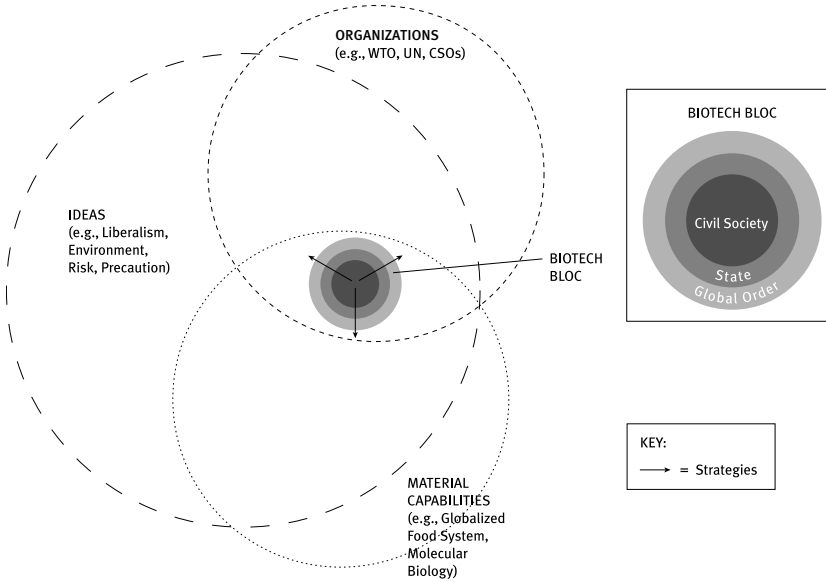 ORGANIZATIONS
(e.g., WTO, UN, CSOs)
IDEAS
(e.g., Liberalism,
Environment,
Risk, Precaution)
BIOTECH
BLOC
MATERIAL
CAPABILITIES
(e.g., Globalized
Food System,
Molecular
Biology)
BIOTECH BLOC
Civil Society
State
Global Order
KEY:
= Strategies